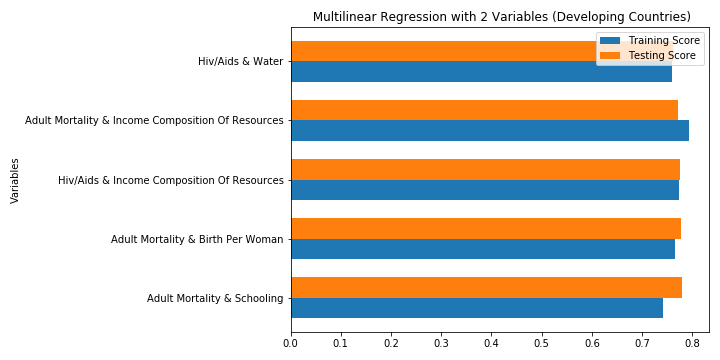 Multilinear Regression with 2 Variables (Developing Countries)
Training Score
Testing Score
Hiv/Aids & Water
Adult Mortality & Income Composition Of Resources
Hiv/Aids & Income Composition Of Resources
Adult Mortality & Birth Per Woman
Adult Mortality & Schooling
Variables
0.0 0.1 0.2 0.3 0.4 0.5 0.6 0.7 0.8